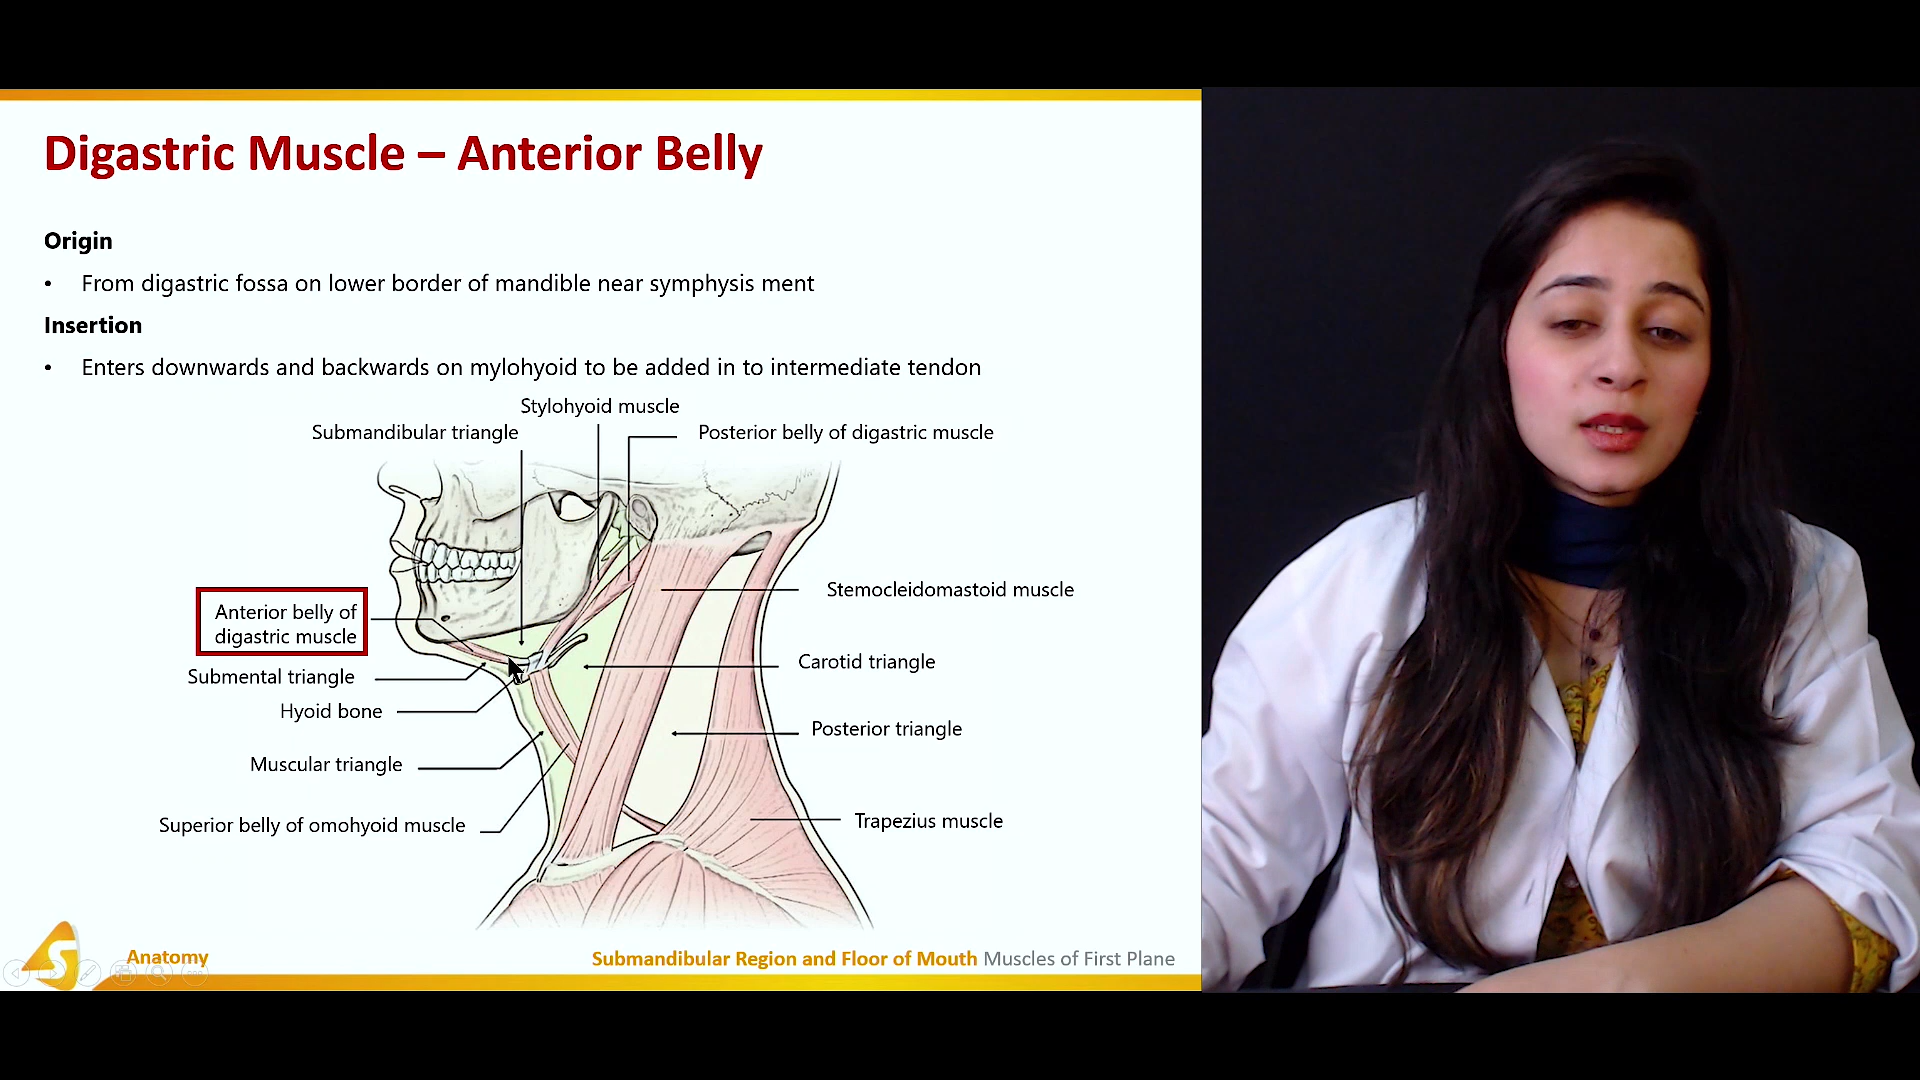 Digastric Muscle – Anterior Belly
Origin
• From digastric fossa on lower border of mandible near symphysis ment
Insertion
• Enters downwards and backwards on mylohyoid to be added in to intermediate tendon
Stylohyoid muscle
Submandibular triangle
Posterior belly of digastric muscle
Anterior belly of
digastric muscle
Stemocleidomastoid muscle
Submental triangle
Carotid triangle
Hyoid bone
Posterior triangle
Muscular triangle
Superior belly of omohyoid muscle
Trapezius muscle
S
Anatomy
Submandibular Region and Floor of Mouth Muscles of First Plane